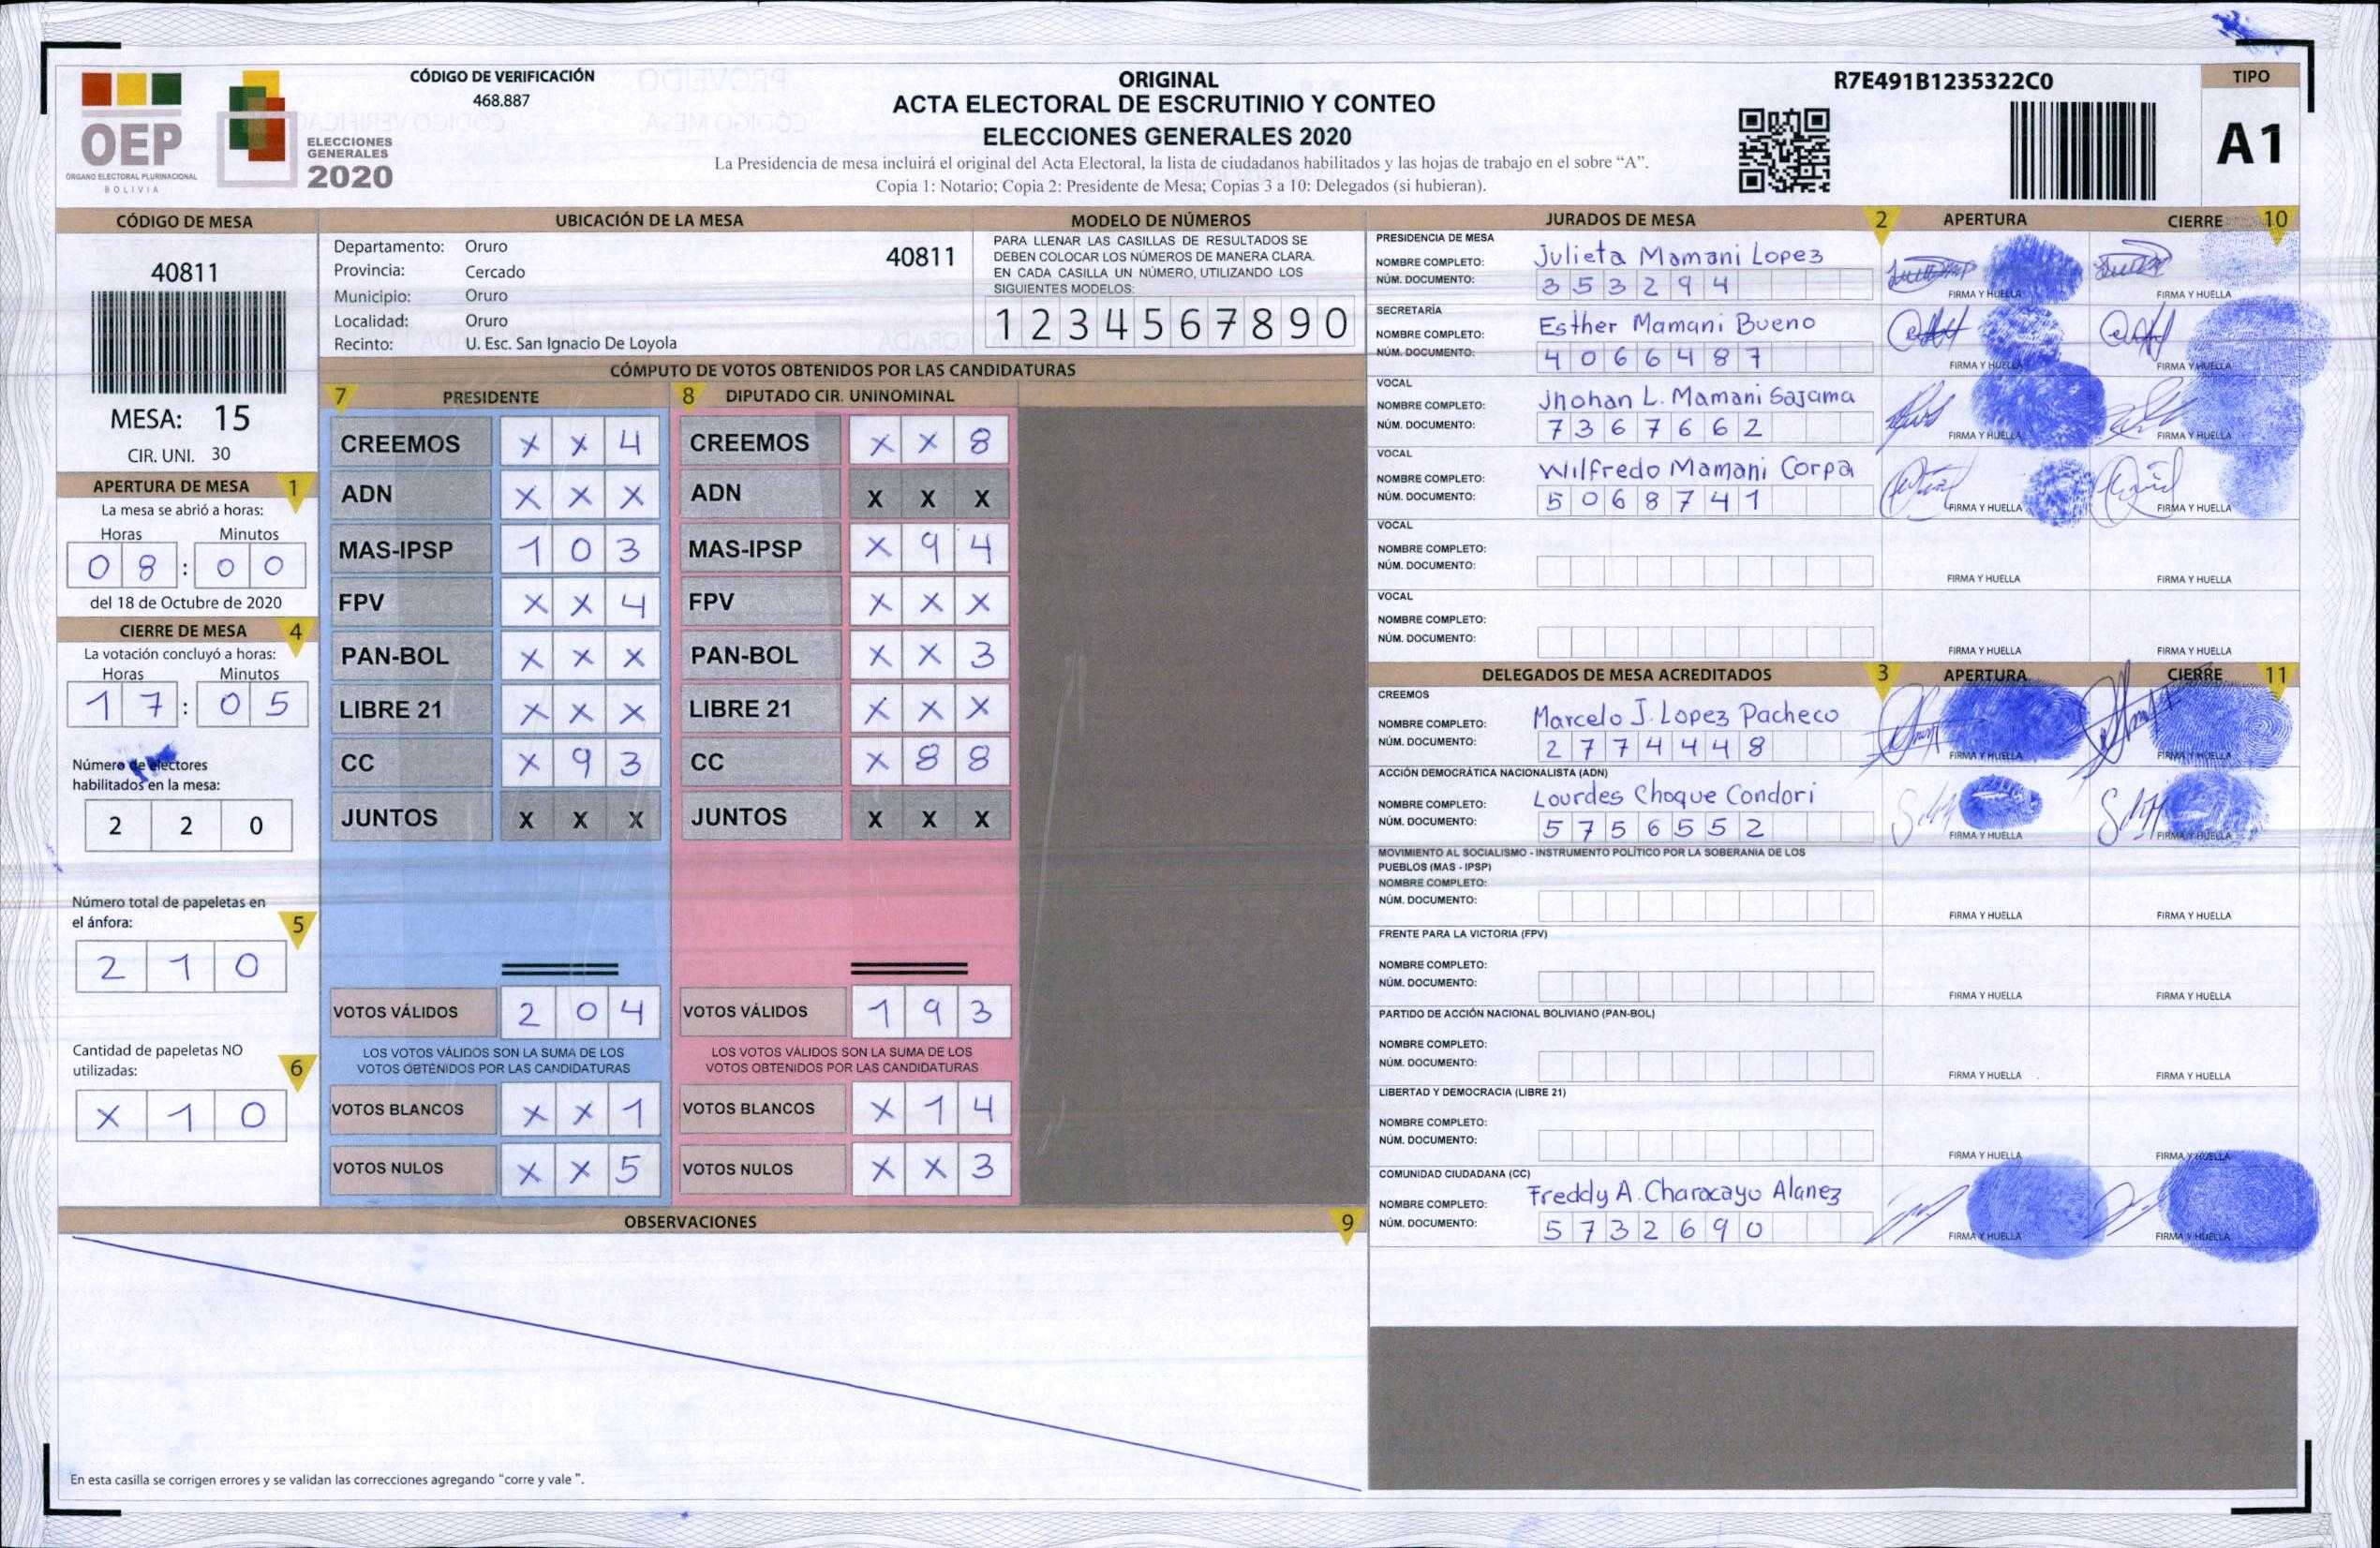 OEP
ÓRGANO ELECTORAL PLURINACIONAL
BOLIVIA
ELECCIONES
GENERALES
2020
CÓDIGO DE VERIFICACIÓN
468.887
ORIGINAL
ACTA ELECTORAL DE ESCRUTINIO Y CONTEO
ELECCIONES GENERALES 2020
La Presidencia de mesa incluirá el original del Acta Electoral, la lista de ciudadanos habilitados y las hojas de trabajo en el sobre “A”.
Copia 1: Notario; Copia 2: Presidente de Mesa; Copias 3 a 10: Delegados (si hubieran).
R7E491B1235322C0
TIPO
A1
CÓDIGO DE MESA
40811
MESA: 15
CIR. UNI. 30
APERTURA DE MESA 1
La mesa se abrió a horas:
Horas Minutos
0 8 : 0 0
del 18 de Octubre de 2020
CIERRE DE MESA 4
La votación concluyó a horas:
Horas Minutos
1 7 : 0 5
Número de electores
habilitados en la mesa:
2 2 0
Número total de papeletas en
el ánfora: 5
2 1 0
Cantidad de papeletas NO
utilizadas: 6
X 1 0
UBICACIÓN DE LA MESA
Departamento: Oruro 40811
Provincia: Cercado
Municipio: Oruro
Localidad: Oruro
Recinto: U. Esc. San Ignacio De Loyola
MODELO DE NÚMEROS
PARA LLENAR LAS CASILLAS DE RESULTADOS SE
DEBEN COLOCAR LOS NÚMEROS DE MANERA CLARA.
EN CADA CASILLA UN NÚMERO, UTILIZANDO LOS
SIGUIENTES MODELOS:
1 2 3 4 5 6 7 8 9 0
CÓMPUTO DE VOTOS OBTENIDOS POR LAS CANDIDATURAS
7 PRESIDENTE 8 DIPUTADO CIR. UNINOMINAL
CREEMOS X X 4 CREEMOS X X 8
ADN X X X ADN X X X
MAS-IPSP 1 0 3 MAS-IPSP X 9 4
FPV X X 4 FPV X X X
PAN-BOL X X X PAN-BOL X X 3
LIBRE 21 X X X LIBRE 21 X X X
CC X 9 3 CC X 8 8
JUNTOS X X X JUNTOS X X X
VOTOS VÁLIDOS 2 0 4 VOTOS VÁLIDOS 1 9 3
LOS VOTOS VÁLIDOS SON LA SUMA DE LOS LOS VOTOS VÁLIDOS SON LA SUMA DE LOS
VOTOS OBTENIDOS POR LAS CANDIDATURAS VOTOS OBTENIDOS POR LAS CANDIDATURAS
VOTOS BLANCOS X X 1 VOTOS BLANCOS X 1 4
VOTOS NULOS X X 5 VOTOS NULOS X X 3
OBSERVACIONES 9
En esta casilla se corrigen errores y se validan las correcciones agregando “corre y vale ”.
JURADOS DE MESA 2 APERTURA CIERRE 10
PRESIDENCIA DE MESA
NOMBRE COMPLETO: Julieta Mamani Lopez
NÚM. DOCUMENTO: 3 5 3 2 9 4
FIRMA Y HUELLA FIRMA Y HUELLA
SECRETARÍA
NOMBRE COMPLETO: Esther Mamani Bueno
NÚM. DOCUMENTO: 4 0 6 6 4 8 7
FIRMA Y HUELLA FIRMA Y HUELLA
VOCAL
NOMBRE COMPLETO: Jhohan L. Mamani Sajama
NÚM. DOCUMENTO: 7 3 6 7 6 6 2
FIRMA Y HUELLA FIRMA Y HUELLA
VOCAL
NOMBRE COMPLETO: Wilfredo Mamani Corpa
NÚM. DOCUMENTO: 5 0 6 8 7 4 1
FIRMA Y HUELLA FIRMA Y HUELLA
VOCAL
NOMBRE COMPLETO:
NÚM. DOCUMENTO:
FIRMA Y HUELLA FIRMA Y HUELLA
VOCAL
NOMBRE COMPLETO:
NÚM. DOCUMENTO:
FIRMA Y HUELLA FIRMA Y HUELLA
DELEGADOS DE MESA ACREDITADOS 3 APERTURA CIERRE 11
CREEMOS
NOMBRE COMPLETO: Marcelo J. Lopez Pacheco
NÚM. DOCUMENTO: 2 7 7 4 4 4 8
FIRMA Y HUELLA FIRMA Y HUELLA
ACCIÓN DEMOCRÁTICA NACIONALISTA (ADN)
NOMBRE COMPLETO: Lourdes Choque Condori
NÚM. DOCUMENTO: 5 7 5 6 5 5 2
FIRMA Y HUELLA FIRMA Y HUELLA
MOVIMIENTO AL SOCIALISMO - INSTRUMENTO POLÍTICO POR LA SOBERANIA DE LOS
PUEBLOS (MAS - IPSP)
NOMBRE COMPLETO:
NÚM. DOCUMENTO:
FIRMA Y HUELLA FIRMA Y HUELLA
FRENTE PARA LA VICTORIA (FPV)
NOMBRE COMPLETO:
NÚM. DOCUMENTO:
FIRMA Y HUELLA FIRMA Y HUELLA
PARTIDO DE ACCIÓN NACIONAL BOLIVIANO (PAN-BOL)
NOMBRE COMPLETO:
NÚM. DOCUMENTO:
FIRMA Y HUELLA FIRMA Y HUELLA
LIBERTAD Y DEMOCRACIA (LIBRE 21)
NOMBRE COMPLETO:
NÚM. DOCUMENTO:
FIRMA Y HUELLA FIRMA Y HUELLA
COMUNIDAD CIUDADANA (CC)
NOMBRE COMPLETO: Freddy A. Characayo Alanez
NÚM. DOCUMENTO: 5 7 3 2 6 9 0
FIRMA Y HUELLA FIRMA Y HUELLA